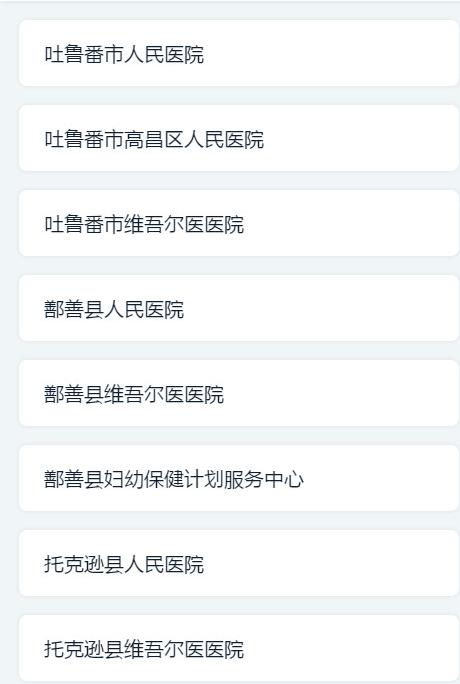 吐鲁番市人民医院
吐鲁番市高昌区人民医院
吐鲁番市维吾尔医医院
鄯善县人民医院
鄯善县维吾尔医医院
鄯善县妇幼保健计划服务中心
托克逊县人民医院
托克逊县维吾尔医医院